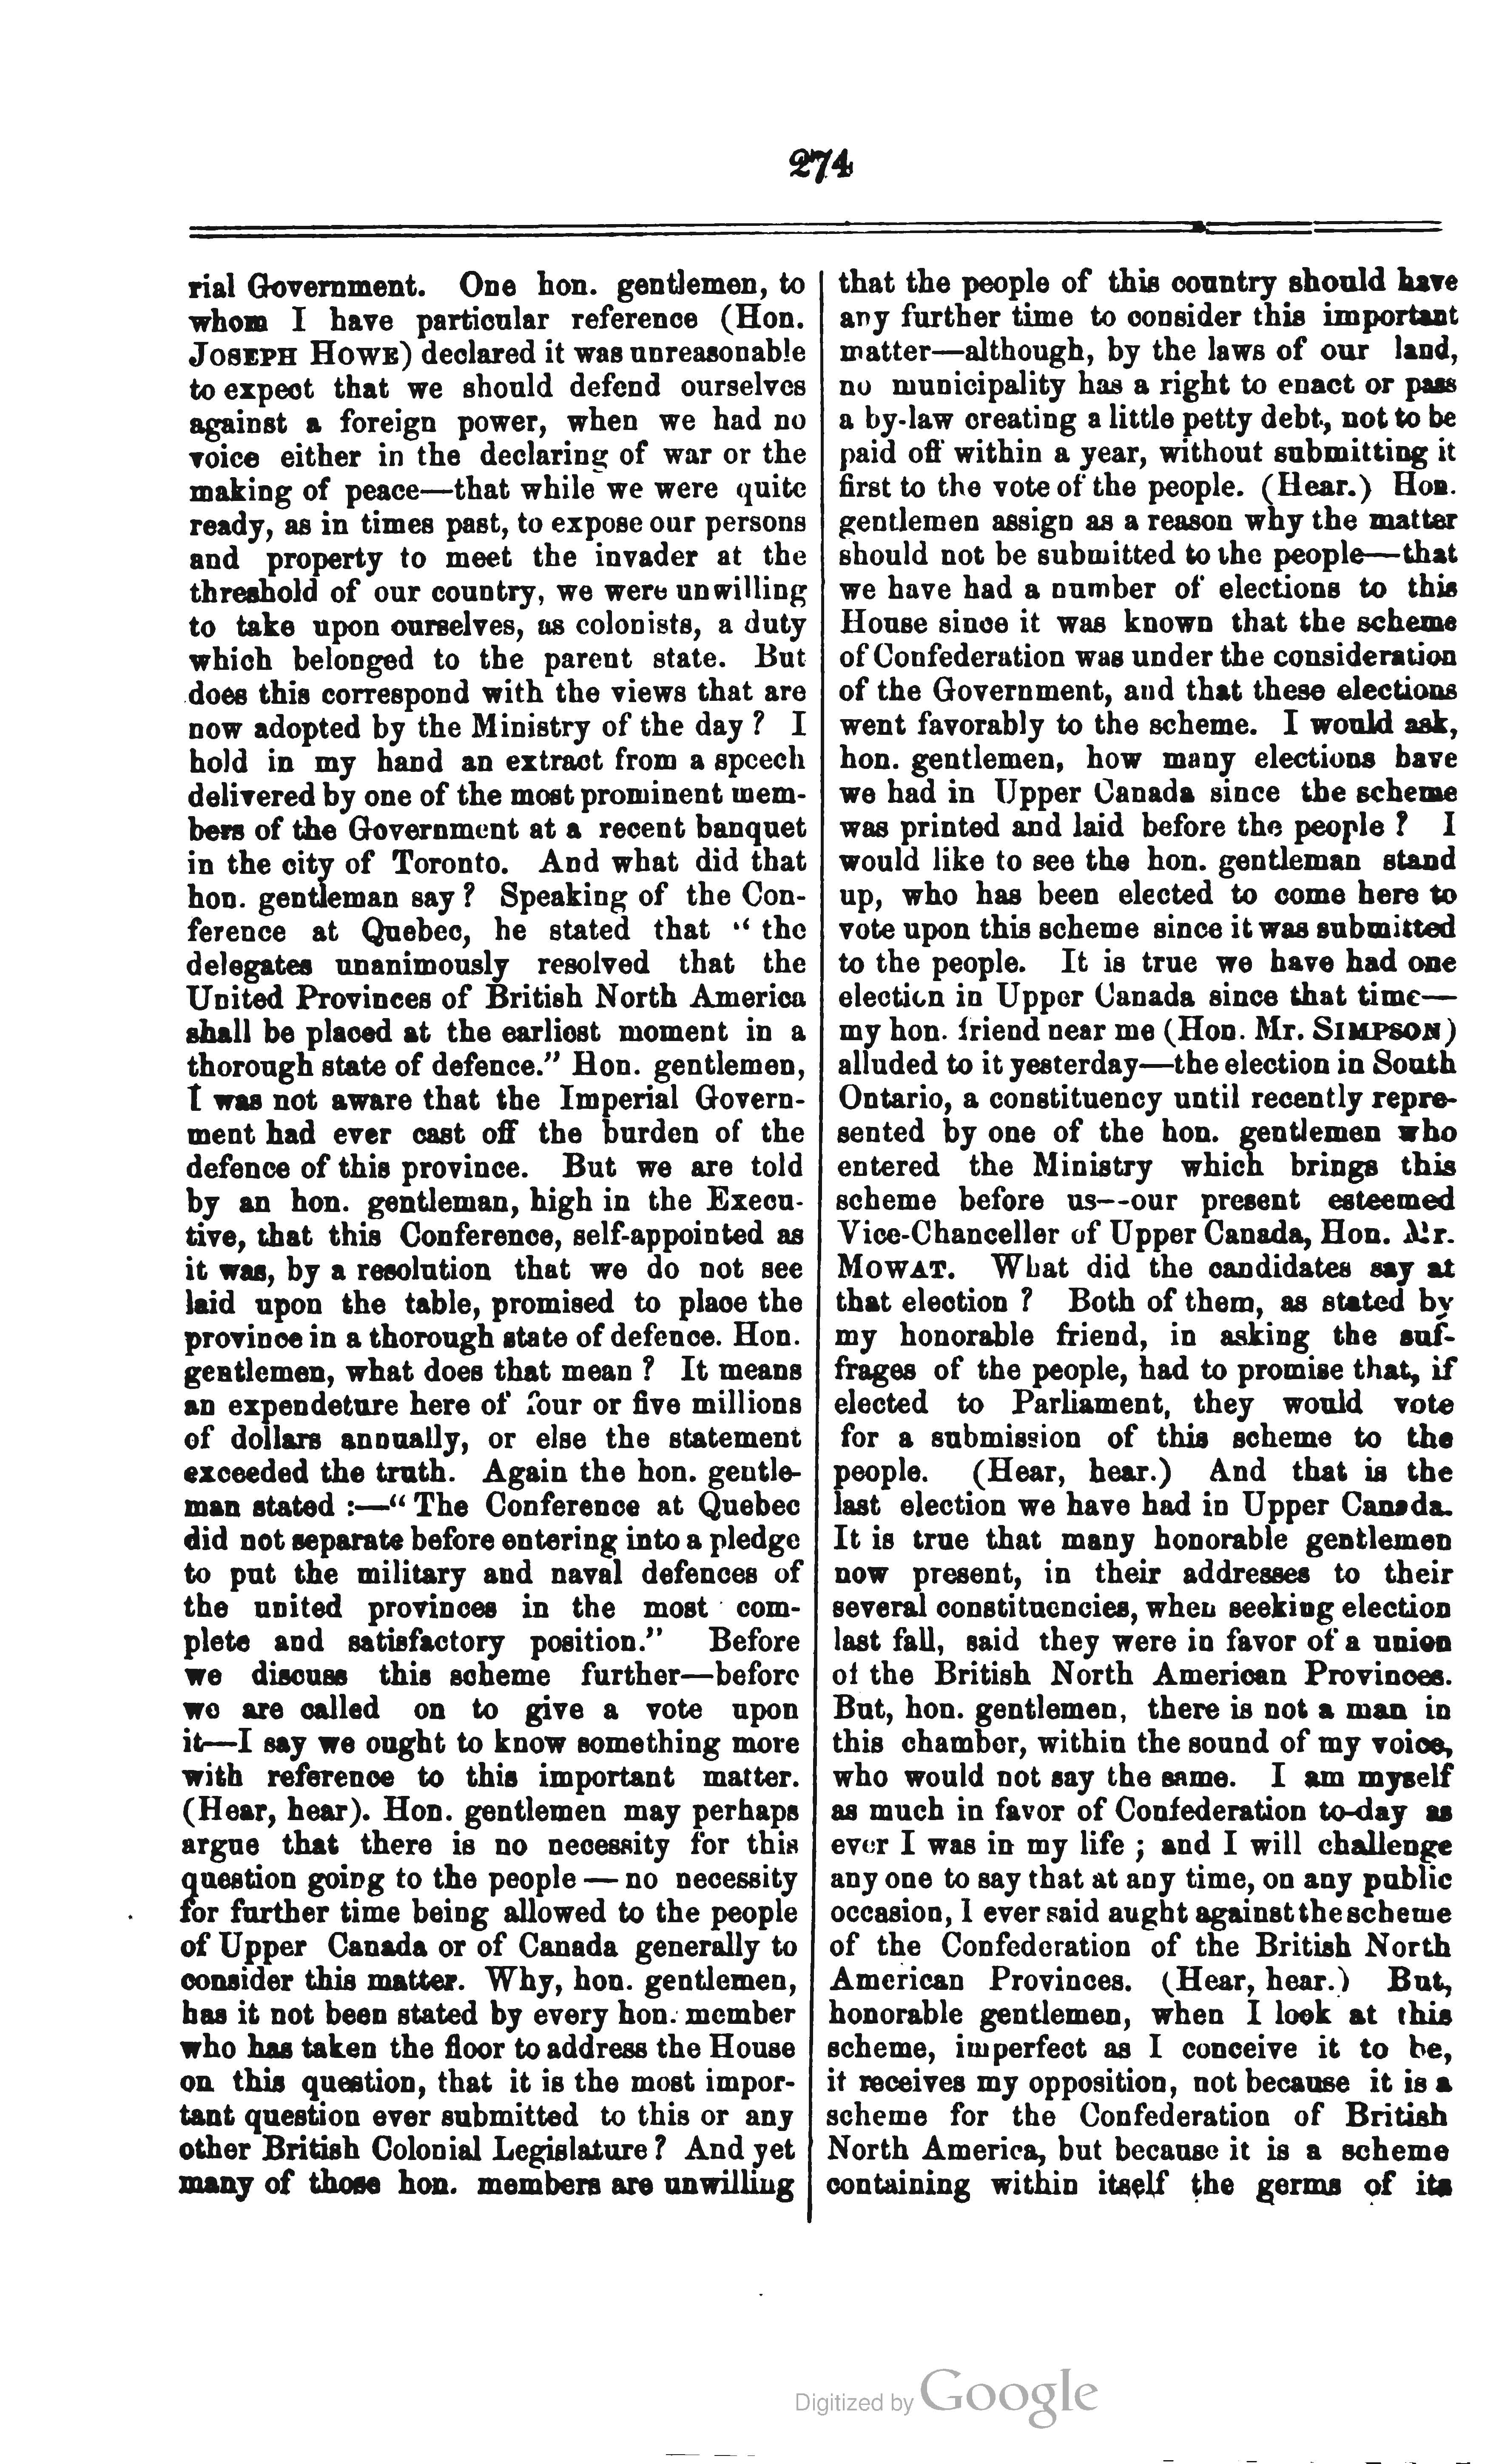 274
rial Government. One hon. gentlemen, to
whom I have particular reference (Hon.
JOSEPH HOWE) declared it was unreasonable
to expect that we should defend ourselves
against a foreign power, when we had no
voice either in the declaring of war or the
making of peace—that while we were quite
ready, as in times past, to expose our persons
and property to meet the invader at the
threshold of our country, we were unwilling
to take upon ourselves, as colonists, a duty
which belonged to the parent state. But
does this correspond with the views that are
now adopted by the Ministry of the day ? I
hold in my hand an extract from a speech
delivered by one of the most prominent mem-
bers of the Government at a recent banquet
in the city of Toronto. And what did that
hon. gentleman say ? Speaking of the Con-
ference at Quebec, he stated that " the
delegates unanimously resolved that the
United Provinces of British North America
shall be placed at the earliest moment in a
thorough state of defence." Hon. gentlemen,
I was not aware that the Imperial Govern-
ment had ever cast off the burden of the
defence of this province. But we are told
by an hon. gentleman, high in the Execu-
tive, that this Conference, self-appointed as
it was, by a resolution that we do not see
laid upon the table, promised to place the
province in a thorough state of defence. Hon.
gentlemen, what does that mean ? It means
an expendeture here of four or five millions
of dollars annually, or else the statement
exceeded the truth. Again the hon. gentle-
man stated :—" The Conference at Quebec
did not separate before entering into a pledge
to put the military and naval defences of
the united provinces in the most com-
plete and satisfactory position." Before
we discuss this scheme further—before
we are called on to give a vote upon
it—I say we ought to know something more
with reference to this important matter.
(Hear, hear). Hon. gentlemen may perhaps
argue that there is no necessity for this
question going to the people — no necessity
for further time being allowed to the people
of Upper Canada or of Canada generally to
consider this matter. Why, hon. gentlemen,
has it not been stated by every hon. member
who has taken the floor to address the House
on this question, that it is the most impor-
tant question ever submitted to this or any
other British Colonial Legislature ? And yet
many of those hon. members are unwilling
that the people of this country should have
any further time to consider this important
matter—although, by the laws of our land,
no municipality has a right to enact or pass
a by-law creating a little petty debt, not to be
paid off within a year, without submitting it
first to the vote of the people. (Hear.) Hon.
gentlemen assign as a reason why the matter
should not be submitted to the people—that
we have had a number of elections to this
House since it was known that the scheme
of Confederation was under the consideration
of the Government, and that these elections
went favorably to the scheme. I would ask,
hon. gentlemen, how many elections have
we had in Upper Canada since the scheme
was printed and laid before the people ? I
would like to see the hon. gentleman stand
up, who has been elected to come here to
vote upon this scheme since it was submitted
to the people. It is true we have had one
election in Upper Canada since that time—
my hon. friend near me (Hon. Mr. SIMPSON)
alluded to it yesterday—the election in South
Ontario, a constituency until recently repre-
sented by one of the hon. gentlemen who
entered the Ministry which brings this
scheme before us--our present esteemed
Vice-Chanceller of Upper Canada, Hon. Mr.
MOWAT. What did the candidates say at
that election ? Both of them, as stated by
my honorable friend, in asking the suf-
frages of the people, had to promise that, if
elected to Parliament, they would vote
for a submission of this scheme to the
people. (Hear, hear.) And that is the
last election we have had in Upper Canada.
It is true that many honorable gentlemen
now present, in their addresses to their
several constituencies, when seeking election
last fall, said they were in favor of a union
of the British North American Provinces.
But, hon. gentlemen, there is not a man in
this chamber, within the sound of my voice,
who would not say the same. I am myself
as much in favor of Confederation to-day as
ever I was in my life ; and I will challenge
any one to say that at any time, on any public
occasion, I ever said aught against the scheme
of the Confederation of the British North
American Provinces. (Hear, hear.) But,
honorable gentlemen, when I look at this
scheme, imperfect as I conceive it to be,
it receives my opposition, not because it is a
scheme for the Confederation of British
North America, but because it is a scheme
containing within itself the germs of its
Digitized by Google